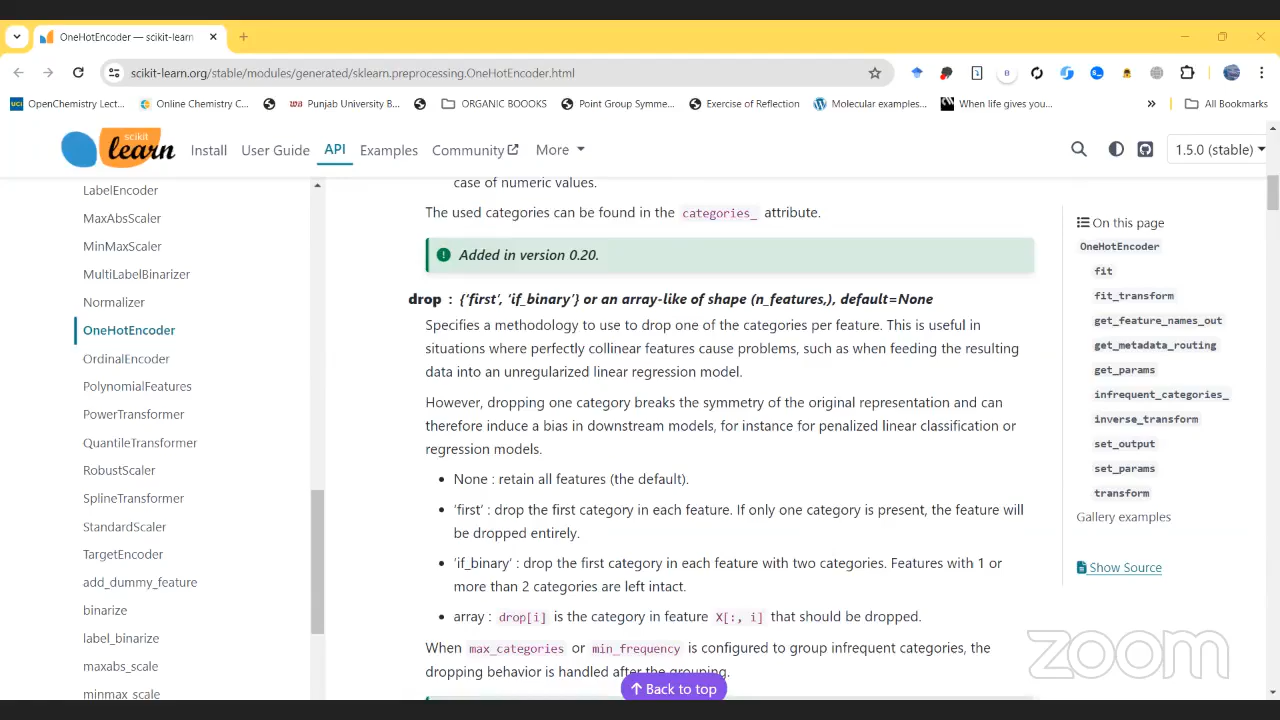 OneHotEncoder — scikit-learn
scikit-learn.org/stable/modules/generated/sklearn.preprocessing.OneHotEncoder.html
UCI OpenChemistry Lect...
Online Chemistry C...
Punjab University B...
ORGANIC BOOOKS
Point Group Symme...
Exercise of Reflection
Molecular examples...
When life gives you...
»
All Bookmarks
scikit
learn
Install
User Guide
API
Examples
Community
More
1.5.0 (stable)
LabelEncoder
MaxAbsScaler
MinMaxScaler
MultiLabelBinarizer
Normalizer
OneHotEncoder
OrdinalEncoder
PolynomialFeatures
PowerTransformer
QuantileTransformer
RobustScaler
SplineTransformer
StandardScaler
TargetEncoder
add_dummy_feature
binarize
label_binarize
maxabs_scale
minmax_scale
case of numeric values.
The used categories can be found in the categories_ attribute.
Added in version 0.20.
drop : {‘first’, ‘if_binary’} or an array-like of shape (n_features,), default=None
Specifies a methodology to use to drop one of the categories per feature. This is useful in
situations where perfectly collinear features cause problems, such as when feeding the resulting
data into an unregularized linear regression model.
However, dropping one category breaks the symmetry of the original representation and can
therefore induce a bias in downstream models, for instance for penalized linear classification or
regression models.
• None : retain all features (the default).
• ‘first’ : drop the first category in each feature. If only one category is present, the feature will
be dropped entirely.
• ‘if_binary’ : drop the first category in each feature with two categories. Features with 1 or
more than 2 categories are left intact.
• array : drop[i] is the category in feature X[:, i] that should be dropped.
When max_categories or min_frequency is configured to group infrequent categories, the
dropping behavior is handled after the grouping.
↑ Back to top
On this page
OneHotEncoder
fit
fit_transform
get_feature_names_out
get_metadata_routing
get_params
infrequent_categories_
inverse_transform
set_output
set_params
transform
Gallery examples
Show Source
zoom